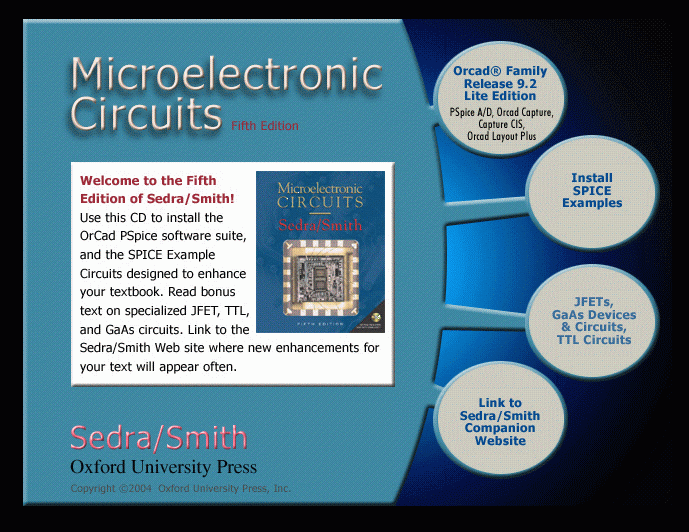 Microelectronic
Circuits Fifth Edition
Welcome to the Fifth
Edition of Sedra/Smith!
Use this CD to install the
OrCad PSpice software suite,
and the SPICE Example
Circuits designed to enhance
your textbook. Read bonus
text on specialized JFET, TTL,
and GaAs circuits. Link to the
Sedra/Smith Web site where new enhancements for
your text will appear often.
Microelectronic
CIRCUITS
Sedra/Smith
FIFTH EDITION
Sedra/Smith
Oxford University Press
Copyright ©2004 Oxford University Press, Inc.
Orcad® Family
Release 9.2
Lite Edition
PSpice A/D, Orcad Capture,
Capture CIS,
Orcad Layout Plus
Install
SPICE
Examples
JFETs,
GaAs Devices
& Circuits,
TTL Circuits
Link to
Sedra/Smith
Companion
Website